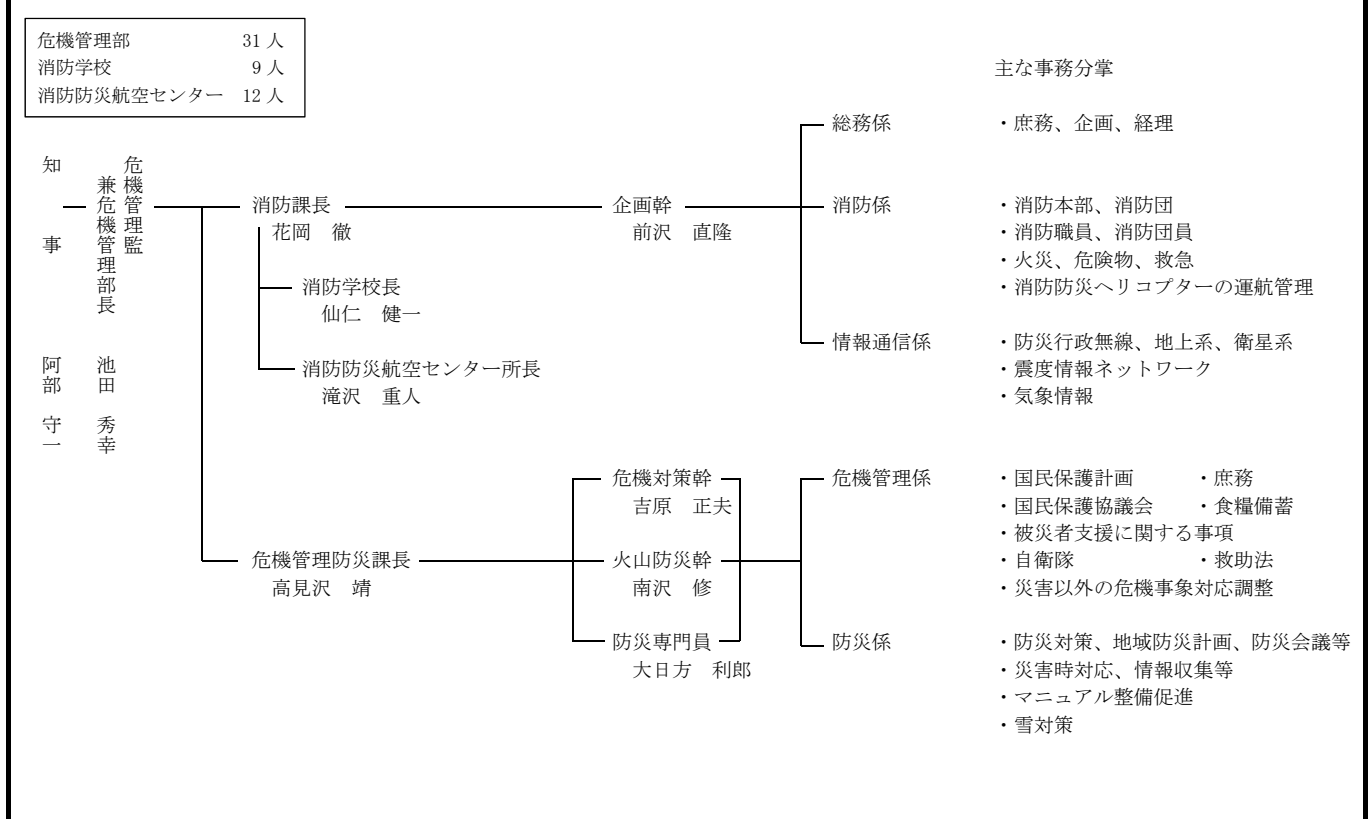 危機管理部 31人
消防学校 9人
消防防災航空センター 12人
主な事務分掌
知事 阿部 守一
危機管理監
兼危機管理部長 池田 秀幸
消防課長
花岡 徹
消防学校長
仙仁 健一
消防防災航空センター所長
滝沢 重人
企画幹
前沢 直隆
総務係
・庶務、企画、経理
消防係
・消防本部、消防団
・消防職員、消防団員
・火災、危険物、救急
・消防防災ヘリコプターの運航管理
情報通信係
・防災行政無線、地上系、衛星系
・震度情報ネットワーク
・気象情報
危機管理防災課長
高見沢 靖
危機対策幹
吉原 正夫
火山防災幹
南沢 修
防災専門員
大日方 利郎
危機管理係
・国民保護計画 ・庶務
・国民保護協議会 ・食糧備蓄
・被災者支援に関する事項
・自衛隊 ・救助法
・災害以外の危機事象対応調整
防災係
・防災対策、地域防災計画、防災会議等
・災害時対応、情報収集等
・マニュアル整備促進
・雪対策